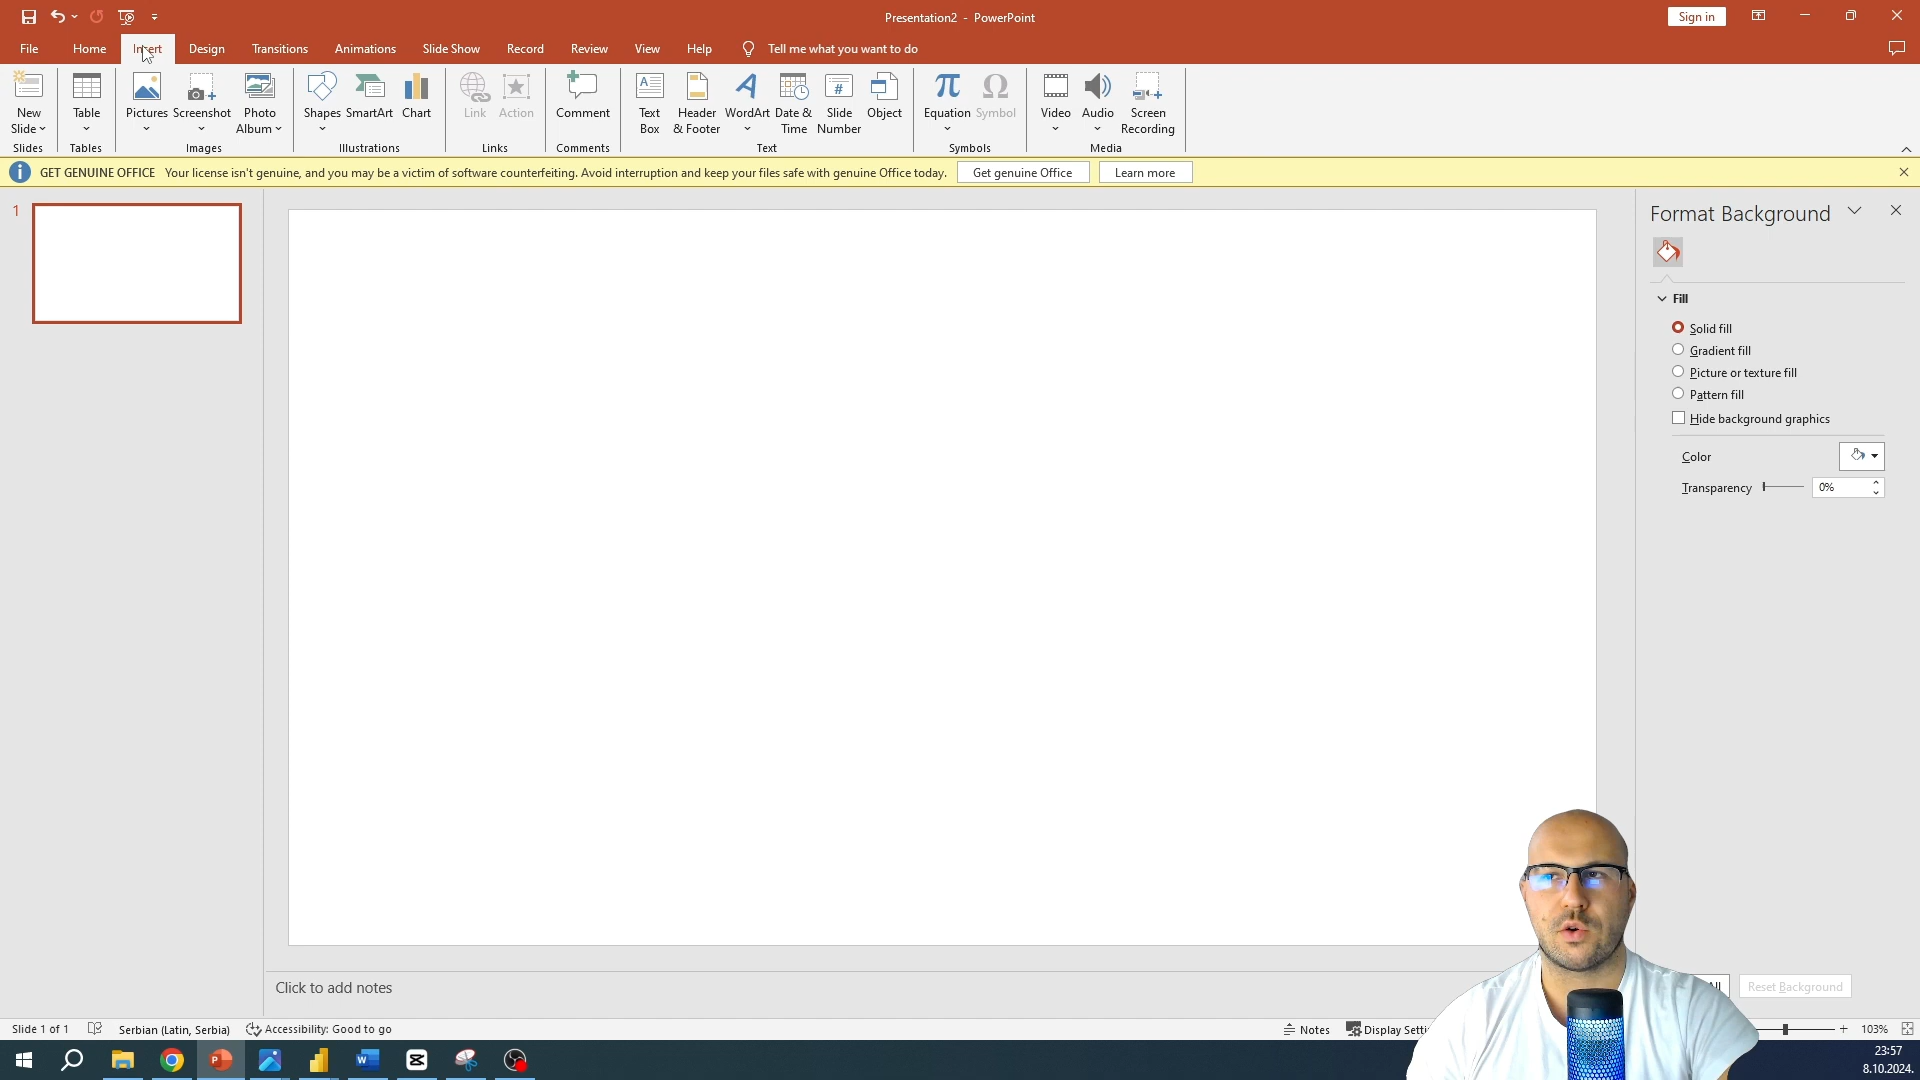 Presentation2 - PowerPoint
Sign in
File Home Insert Design Transitions Animations Slide Show Record Review View Help Tell me what you want to do
New Slide
Table
Pictures
Screenshot
Photo Album
Shapes
SmartArt
Chart
Link
Action
Comment
Text Box
Header & Footer
WordArt
Date & Time
Slide Number
#
Object
Equation
Symbol
Video
Audio
Screen Recording
Slides Tables Images Illustrations Links Comments Text Symbols Media
GET GENUINE OFFICE Your license isn't genuine, and you may be a victim of software counterfeiting. Avoid interruption and keep your files safe with genuine Office today. Get genuine Office Learn more
1
Format Background
Fill
Solid fill
Gradient fill
Picture or texture fill
Pattern fill
Hide background graphics
Color
Transparency 0%
Reset Background
Click to add notes
Slide 1 of 1 Serbian (Latin, Serbia) Accessibility: Good to go Notes Display 103%
23:57
8.10.2024.